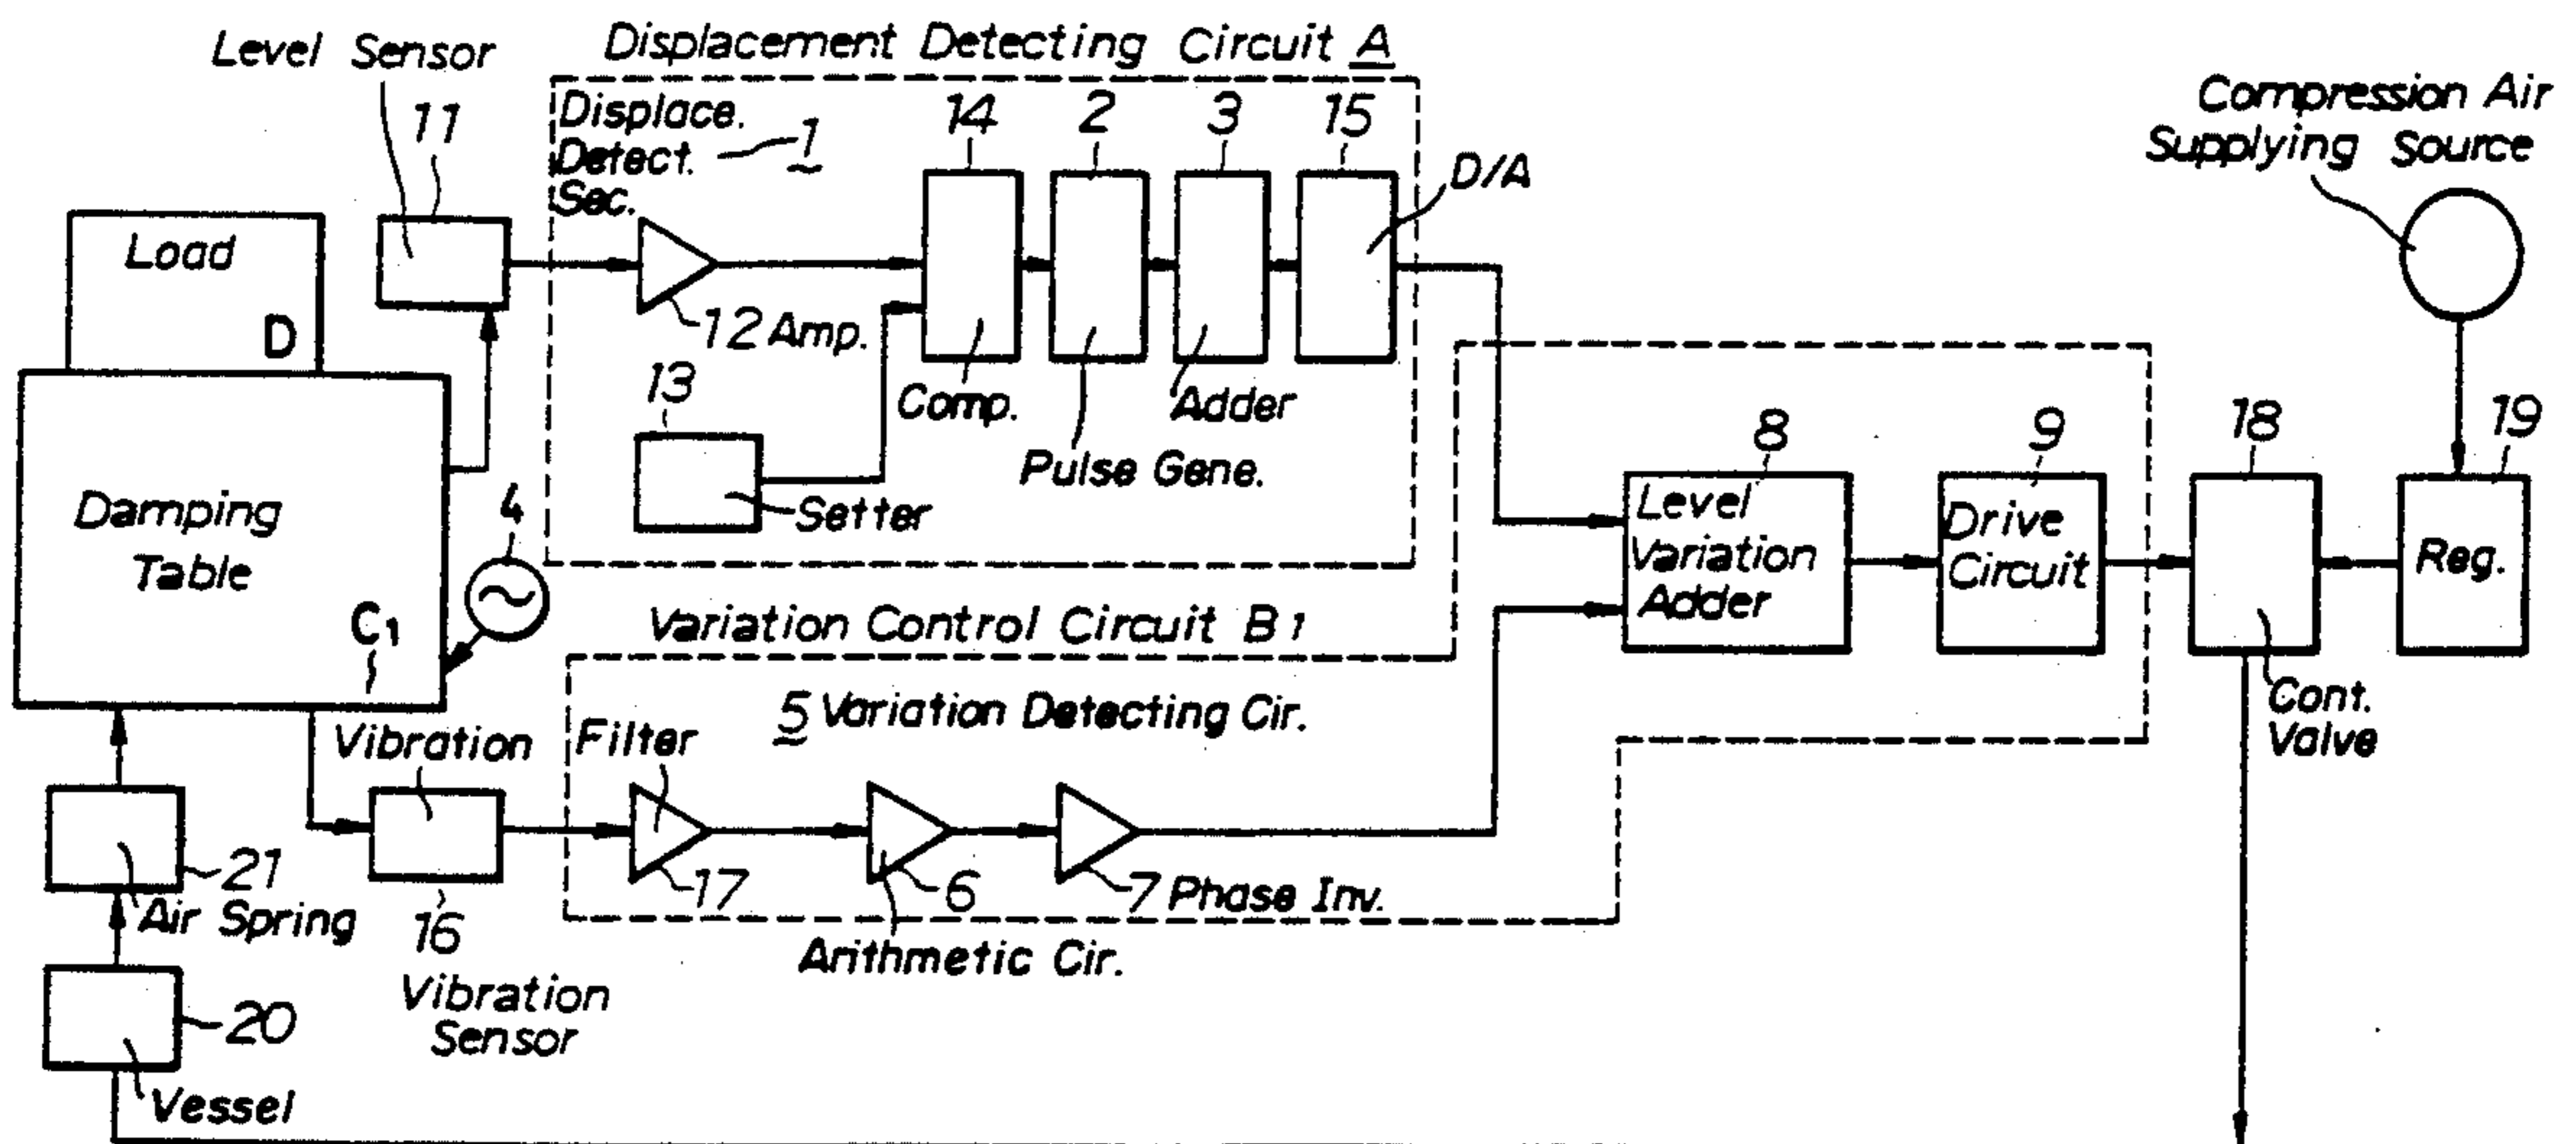 Displacement Detecting Circuit A
Level Sensor
11
Displace.
Detect.
Sec.
1
14
2
3
15
D/A
Compression Air
Supplying Source
Load
D
12 Amp.
13
Setter
Comp.
Pulse Gene.
Adder
Damping
Table
C1
4
Variation Control Circuit B1
8
Level
Variation
Adder
9
Drive
Circuit
18
Cont.
Valve
19
Reg.
5 Variation Detecting Cir.
Vibration
Filter
17
6
7 Phase Inv.
Arithmetic Cir.
16
Vibration
Sensor
21
Air Spring
20
Vessel